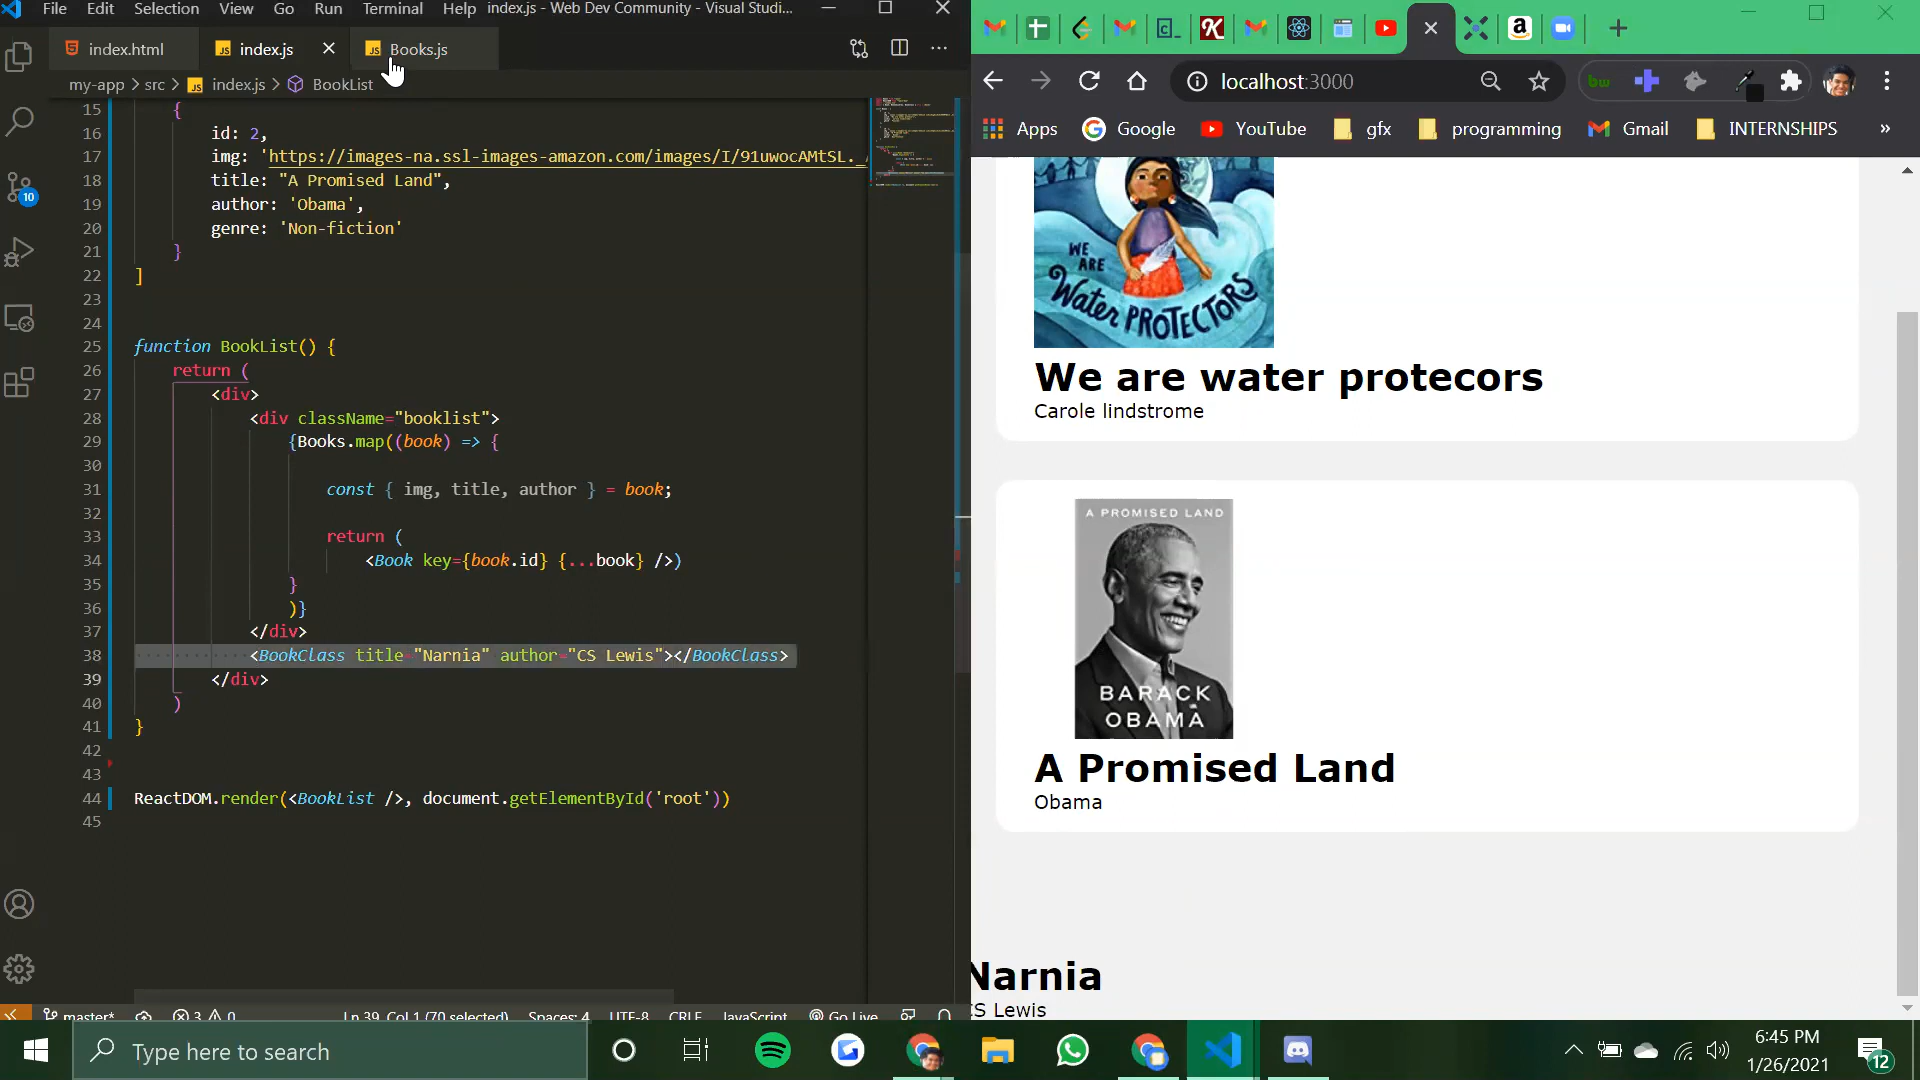 File Edit Selection View Go Run Terminal Help index.js - Web Dev Community - Visual Studi...
index.html
index.js
Books.js
my-app > src > index.js > BookList
15 {
16 id: 2,
17 img: 'https://images-na.ssl-images-amazon.com/images/I/91uwocAMtSL._
18 title: "A Promised Land",
19 author: 'Obama',
20 genre: 'Non-fiction'
21 }
22 ]
23
24
25 function BookList() {
26 return (
27 <div>
28 <div className="booklist">
29 {Books.map((book) => {
30
31 const { img, title, author } = book;
32
33 return (
34 <Book key={book.id} {...book} />)
35 }
36 )}
37 </div>
38 <BookClass title="Narnia" author="CS Lewis"></BookClass>
39 </div>
40 )
41 }
42
43
44 ReactDOM.render(<BookList />, document.getElementById('root'))
45
10
master* 3 0 Ln 39, Col 1 (70 selected) Spaces: 4 UTF-8 CRLF JavaScript Go Live
localhost:3000
Apps Google YouTube gfx programming Gmail INTERNSHIPS »
WE
ARE
Water PROTECTORS
We are water protecors
Carole lindstrome
A PROMISED LAND
BARACK
OBAMA
A Promised Land
Obama
Narnia
CS Lewis
Type here to search
6:45 PM
1/26/2021
12